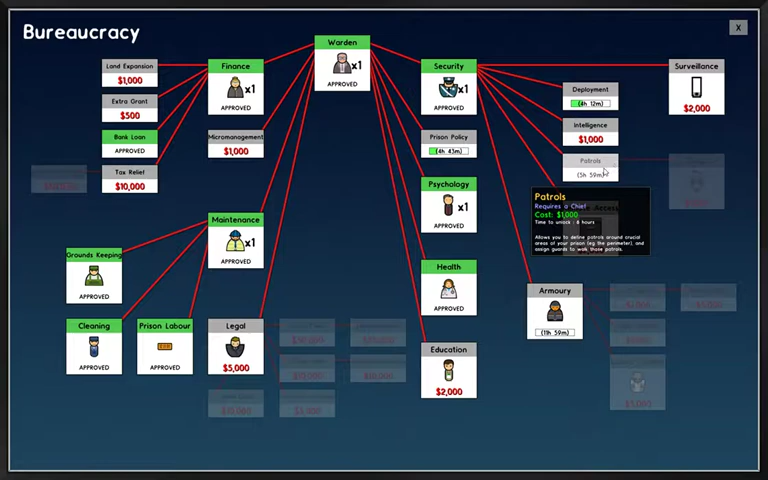 Bureaucracy
X
Warden
x1
APPROVED
Land Expansion
$1,000
Finance
x1
APPROVED
Security
x1
APPROVED
Surveillance
$2,000
Extra Grant
$500
Deployment
(4h 12m)
Bank Loan
APPROVED
Micromanagement
$1,000
Prison Policy
(4h 43m)
Intelligence
$1,000
Tax Relief
$10,000
Patrols
(5h 59m)
Psychology
x1
APPROVED
Patrols
Requires a Chief
Cost: $1,000
Time to unlock : 6 hours
Allows you to define patrols around crucial
areas of your prison (eg the perimeter), and
assign guards to walk those patrols.
Maintenance
x1
APPROVED
Grounds Keeping
APPROVED
Health
APPROVED
Armoury
(11h 59m)
Cleaning
APPROVED
Prison Labour
APPROVED
Legal
$5,000
Education
$2,000